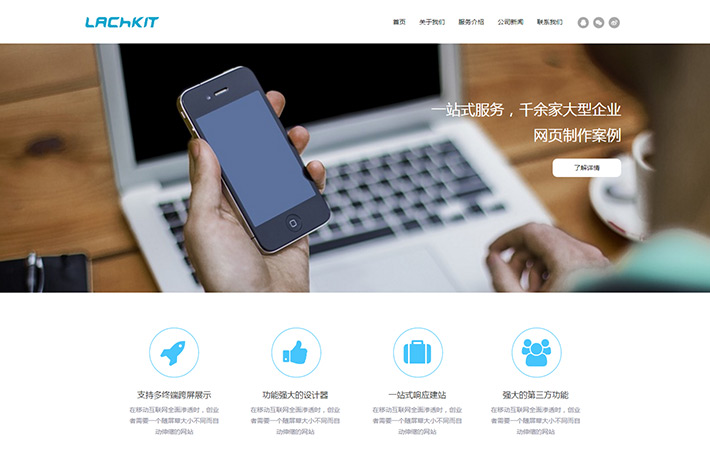 LACHKIT
首页 关于我们 服务介绍 公司新闻 联系我们
一站式服务，千余家大型企业
网页制作案例
了解详情
支持多终端跨屏展示 功能强大的设计器 一站式响应建站 强大的第三方功能
在移动互联网全面渗透时，创业 在移动互联网全面渗透时，创业 在移动互联网全面渗透时，创业 在移动互联网全面渗透时，创业
者需要一个随屏幕大小不同而自 者需要一个随屏幕大小不同而自 者需要一个随屏幕大小不同而自 者需要一个随屏幕大小不同而自
动伸缩的网站 动伸缩的网站 动伸缩的网站 动伸缩的网站